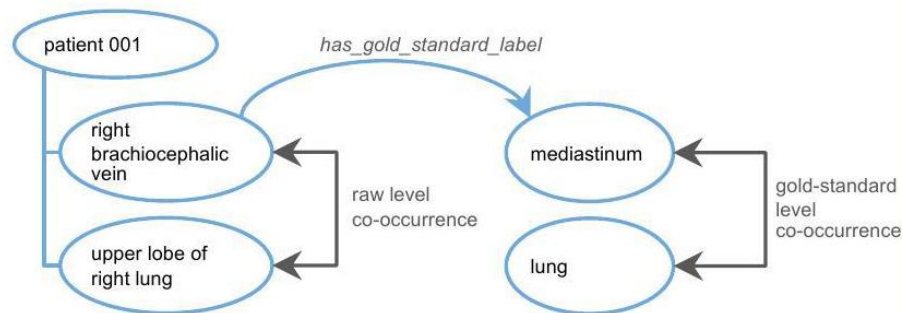 patient 001
has_gold_standard_label
right
brachiocephalic
vein
mediastinum
raw level
co-occurrence
gold-standard
level
co-occurrence
upper lobe of
right lung
lung